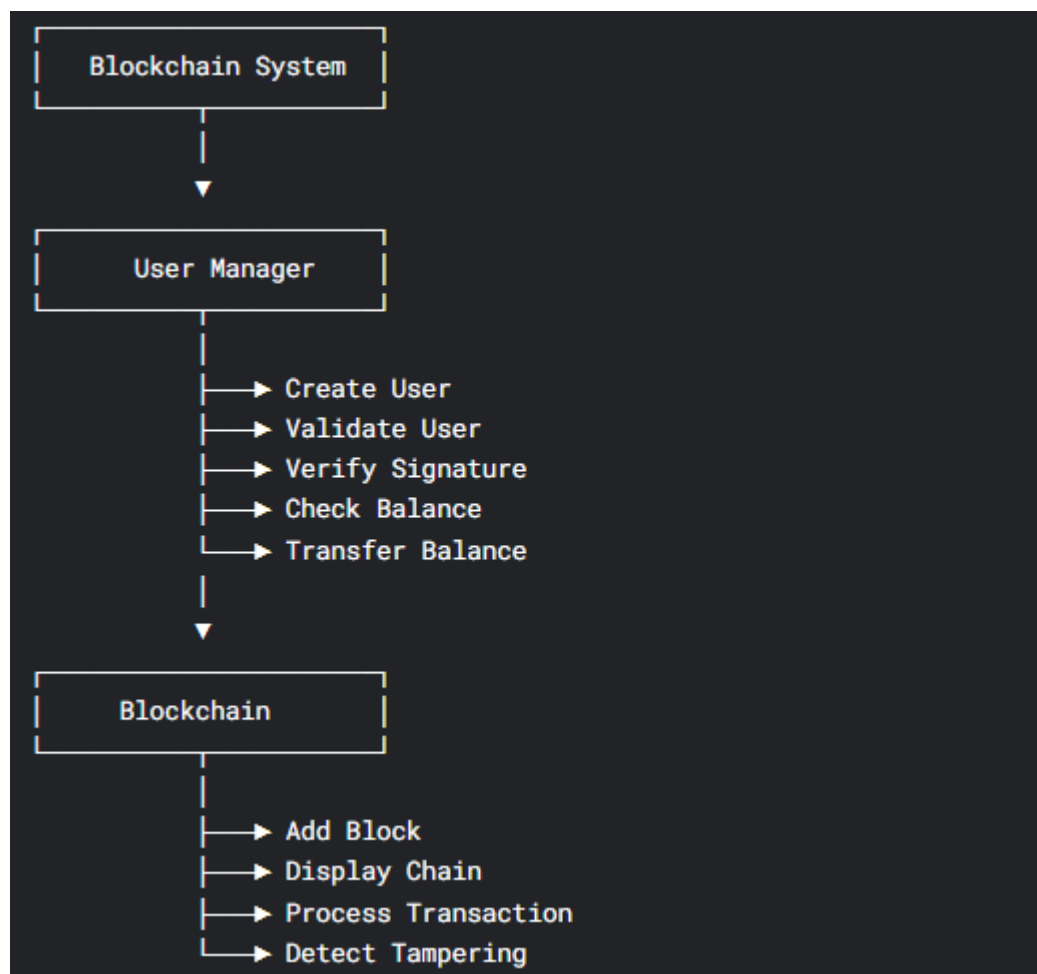 Blockchain System
User Manager
Create User
Validate User
Verify Signature
Check Balance
Transfer Balance
Blockchain
Add Block
Display Chain
Process Transaction
Detect Tampering